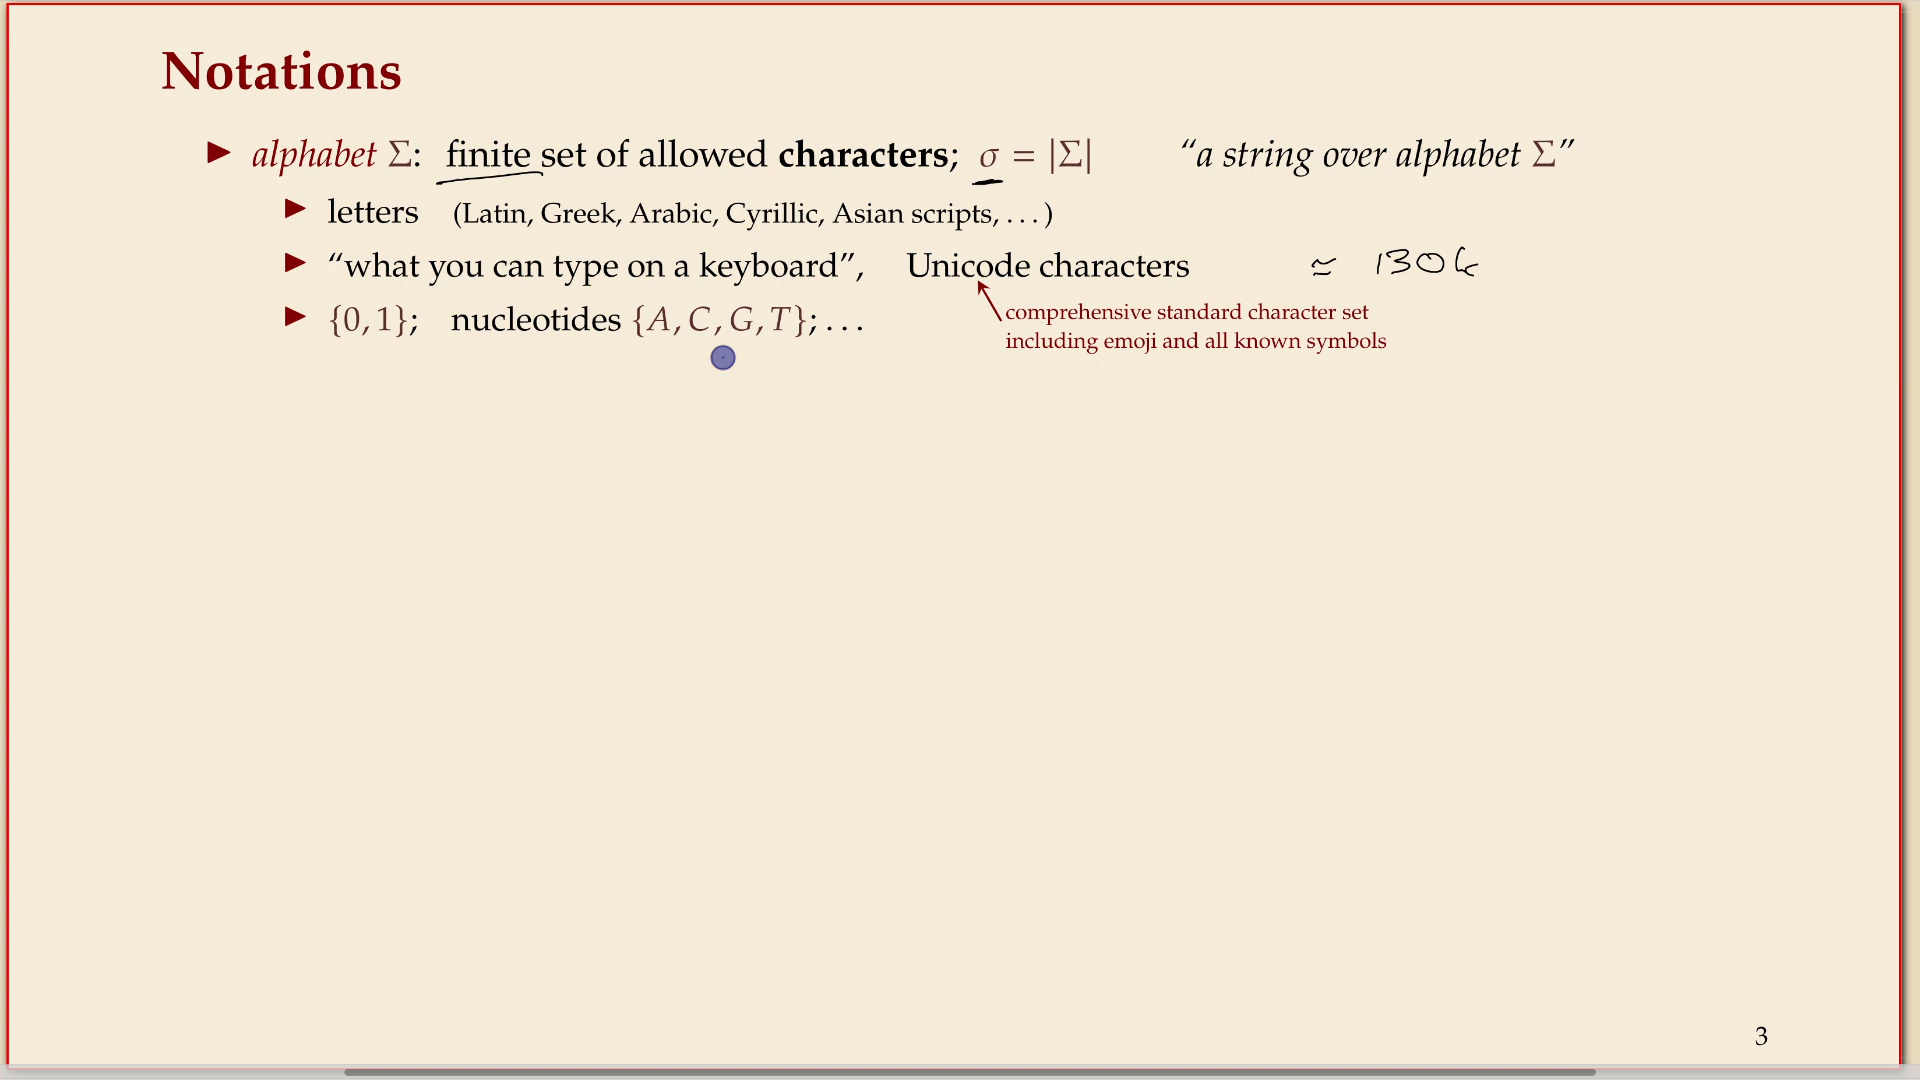 Notations
▶ alphabet Σ: finite set of allowed characters; σ = |Σ| “a string over alphabet Σ”
▶ letters (Latin, Greek, Arabic, Cyrillic, Asian scripts, . . . )
▶ “what you can type on a keyboard”, Unicode characters ≈ 130k
▶ {0, 1}; nucleotides {A, C, G, T}; . . .
comprehensive standard character set
including emoji and all known symbols
3